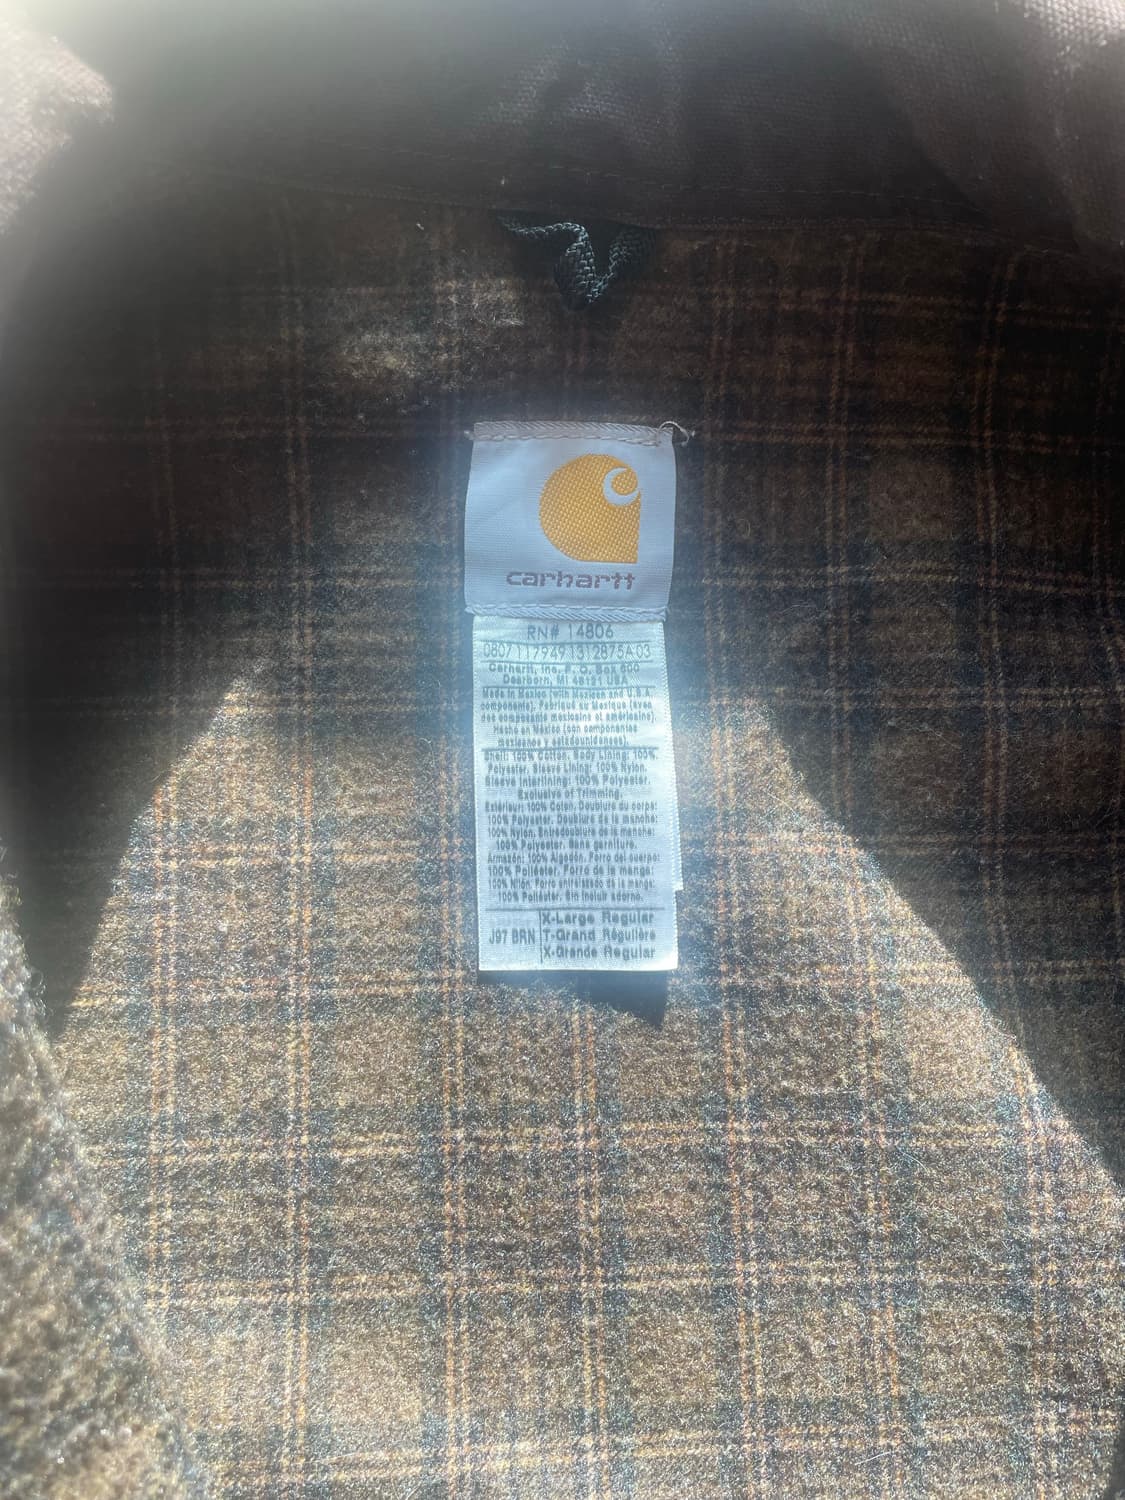 carhartt
RN# 14806
08071179491312875A03
Carhartt, Inc. P. O. Box 600
Dearborn, MI 48121 USA
Made in Mexico (with Mexican and U.S.A.
components). Fabriqué au Mexique (avec
des composants mexicains et américains).
Hecho en México (con componentes
mexicanos y estadounidenses).
Shell: 100% Cotton. Body Lining: 100%
Polyester. Sleeve Lining: 100% Nylon.
Sleeve Interlining: 100% Polyester.
Exclusive of Trimming.
Extérieur: 100% Coton. Doublure du corps:
100% Polyester. Doublure de la manche:
100% Nylon. Entredoublure de la manche:
100% Polyester. Sans garniture.
Armazón: 100% Algodón. Forro del cuerpo:
100% Poliéster. Forro de la manga:
100% Nilón. Forro entrelazado de la manga:
100% Poliéster. Sin incluir adorno.
X-Large Regular
J97 BRN T-Grand Régulière
X-Grande Regular